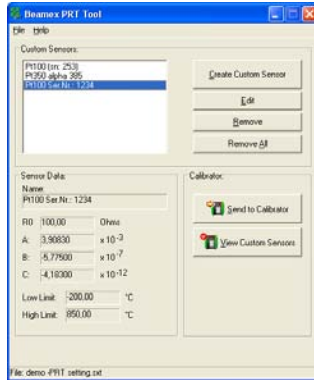 Beamex PRT Tool
File Help
Custom Sensors:
Pt100 (sn: 253)
Pt350 alpha 385
Pt100 Ser.Nr.: 1234
Create Custom Sensor
Edit
Remove
Remove All
Sensor Data:
Name:
Pt100 Ser.Nr.: 1234
R0 100,00 Ohms
A: 3,90830 x 10 -3
B: -5,77500 x 10 -7
C: -4,18300 x 10 -12
Low Limit: -200,00 °C
High Limit: 850,00 °C
Calibrator:
Send to Calibrator
View Custom Sensors
File: demo -PRT setting.txt